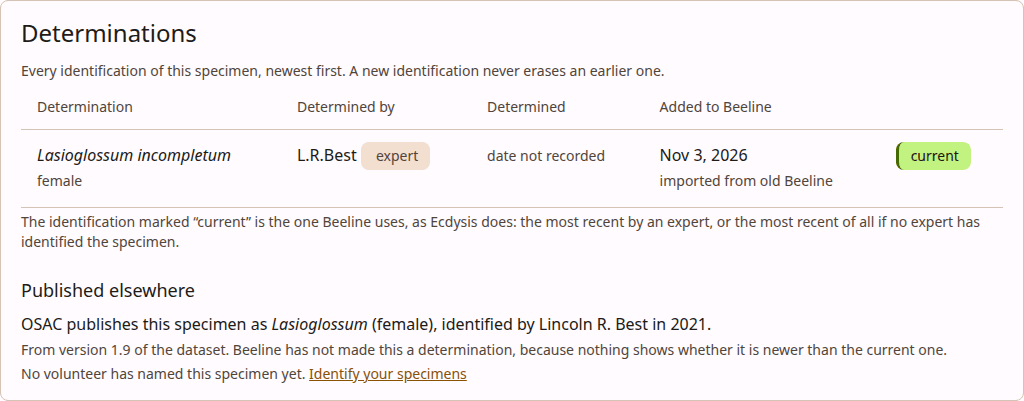 Determinations
Every identification of this specimen, newest first. A new identification never erases an earlier one.
Determination Determined by Determined Added to Beeline
Lasioglossum incompletum L.R.Best expert date not recorded Nov 3, 2026 current
female imported from old Beeline
The identification marked “current” is the one Beeline uses, as Ecdysis does: the most recent by an expert, or the most recent of all if no expert has
identified the specimen.
Published elsewhere
OSAC publishes this specimen as Lasioglossum (female), identified by Lincoln R. Best in 2021.
From version 1.9 of the dataset. Beeline has not made this a determination, because nothing shows whether it is newer than the current one.
No volunteer has named this specimen yet. Identify your specimens